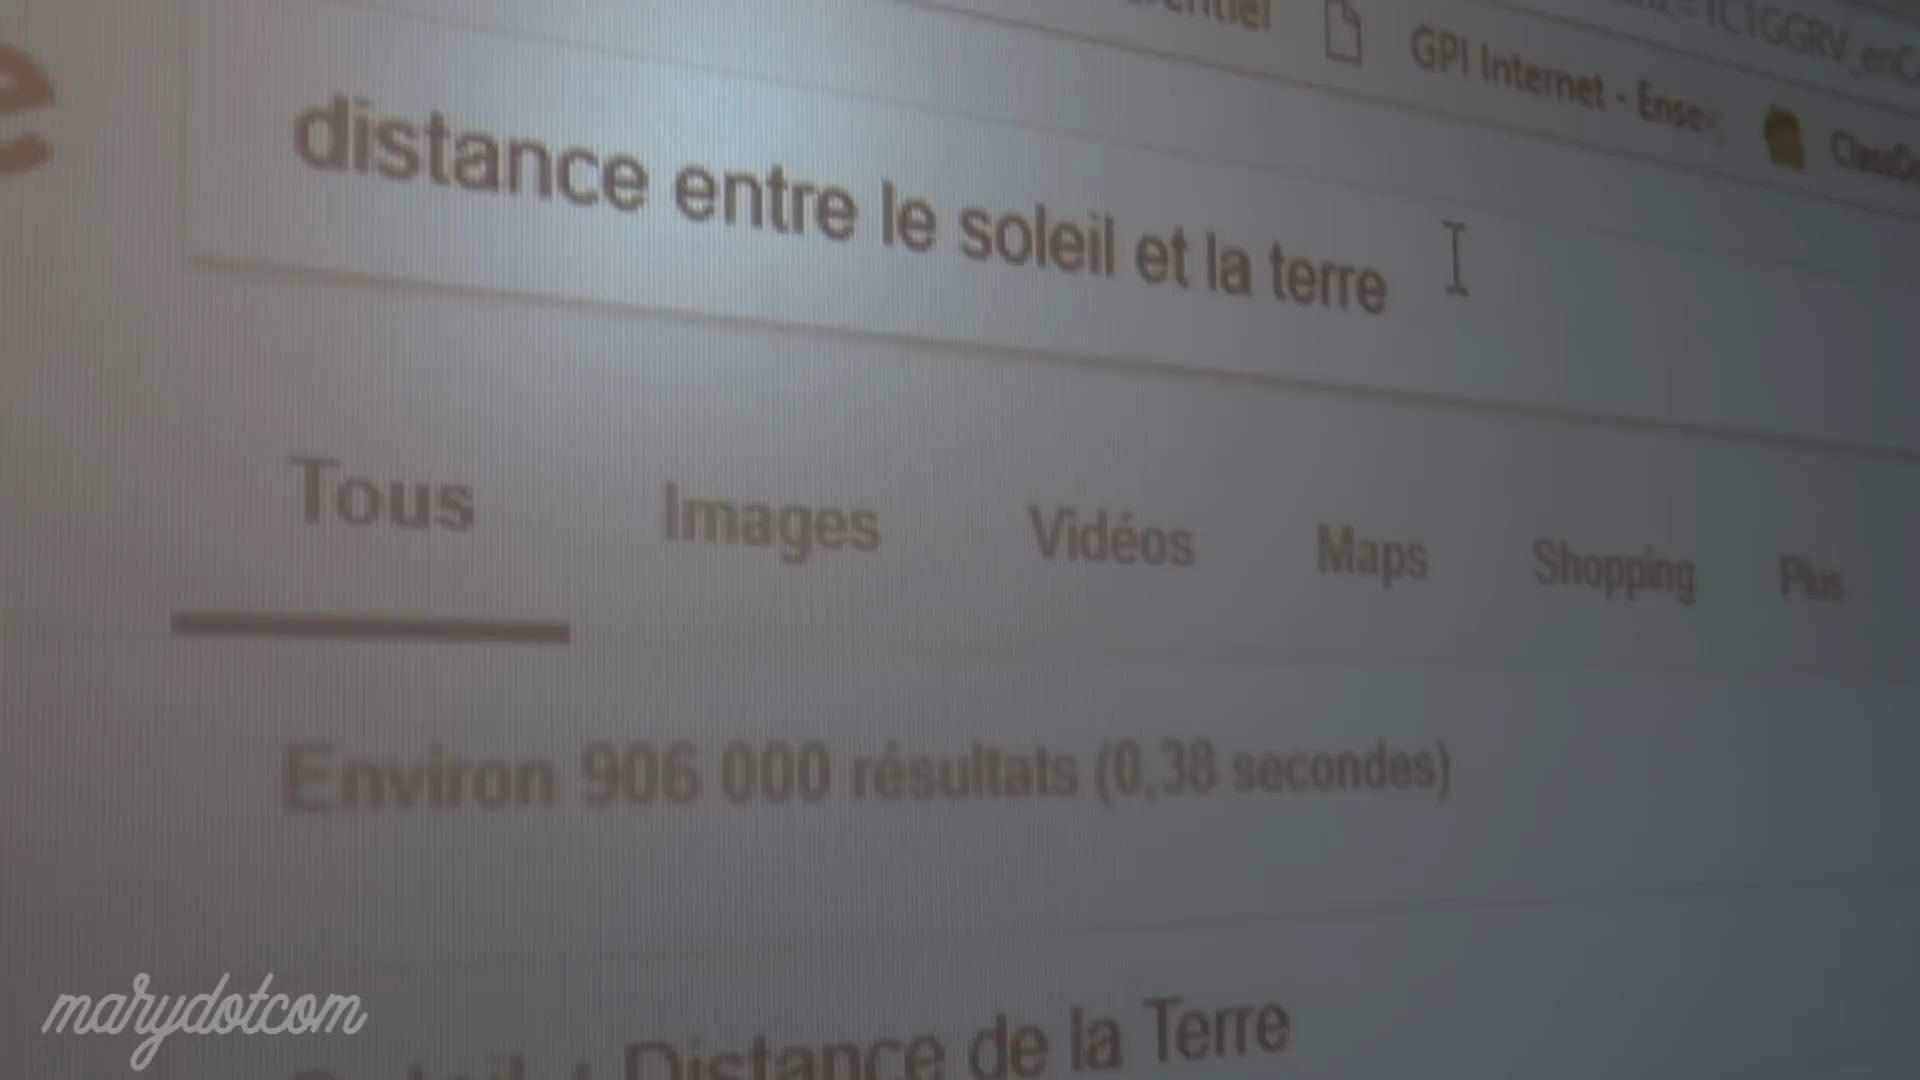 GPI Internet - Ense
distance entre le soleil et la terre
Tous Images Vidéos Maps Shopping Plus
Environ 906 000 résultats (0,38 secondes)
Distance de la Terre
marydotcom